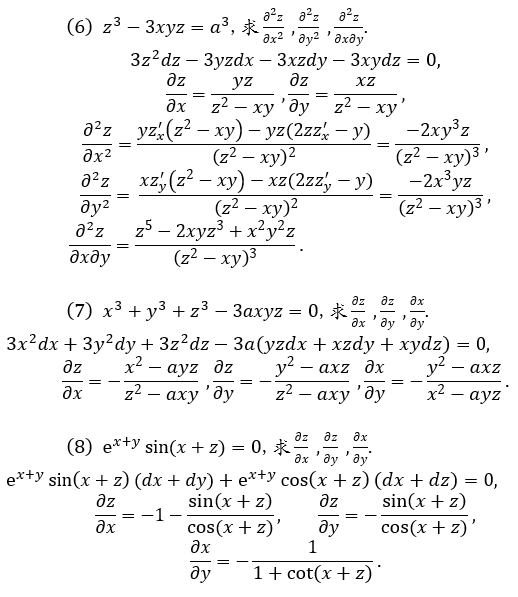 (6) z³ − 3xyz = a³, 求 ∂²z/∂x², ∂²z/∂y², ∂²z/∂x∂y.
3z²dz − 3yzdx − 3xzdy − 3xydz = 0,
∂z/∂x = yz/(z² − xy), ∂z/∂y = xz/(z² − xy),
∂²z/∂x² = (yz′ₓ(z² − xy) − yz(2zz′ₓ − y))/(z² − xy)² = −2xy³z/(z² − xy)³,
∂²z/∂y² = (xz′_y(z² − xy) − xz(2zz′_y − y))/(z² − xy)² = −2x³yz/(z² − xy)³,
∂²z/∂x∂y = (z⁵ − 2xyz³ + x²y²z)/(z² − xy)³.
(7) x³ + y³ + z³ − 3axyz = 0, 求 ∂z/∂x, ∂z/∂y, ∂x/∂y.
3x²dx + 3y²dy + 3z²dz − 3a(yzdx + xzdy + xydz) = 0,
∂z/∂x = −(x² − ayz)/(z² − axy), ∂z/∂y = −(y² − axz)/(z² − axy), ∂x/∂y = −(y² − axz)/(x² − ayz).
(8) eˣ⁺ʸ sin(x + z) = 0, 求 ∂z/∂x, ∂z/∂y, ∂x/∂y.
eˣ⁺ʸ sin(x + z) (dx + dy) + eˣ⁺ʸ cos(x + z) (dx + dz) = 0,
∂z/∂x = −1 − sin(x + z)/cos(x + z), ∂z/∂y = −sin(x + z)/cos(x + z),
∂x/∂y = −1/(1 + cot(x + z)).